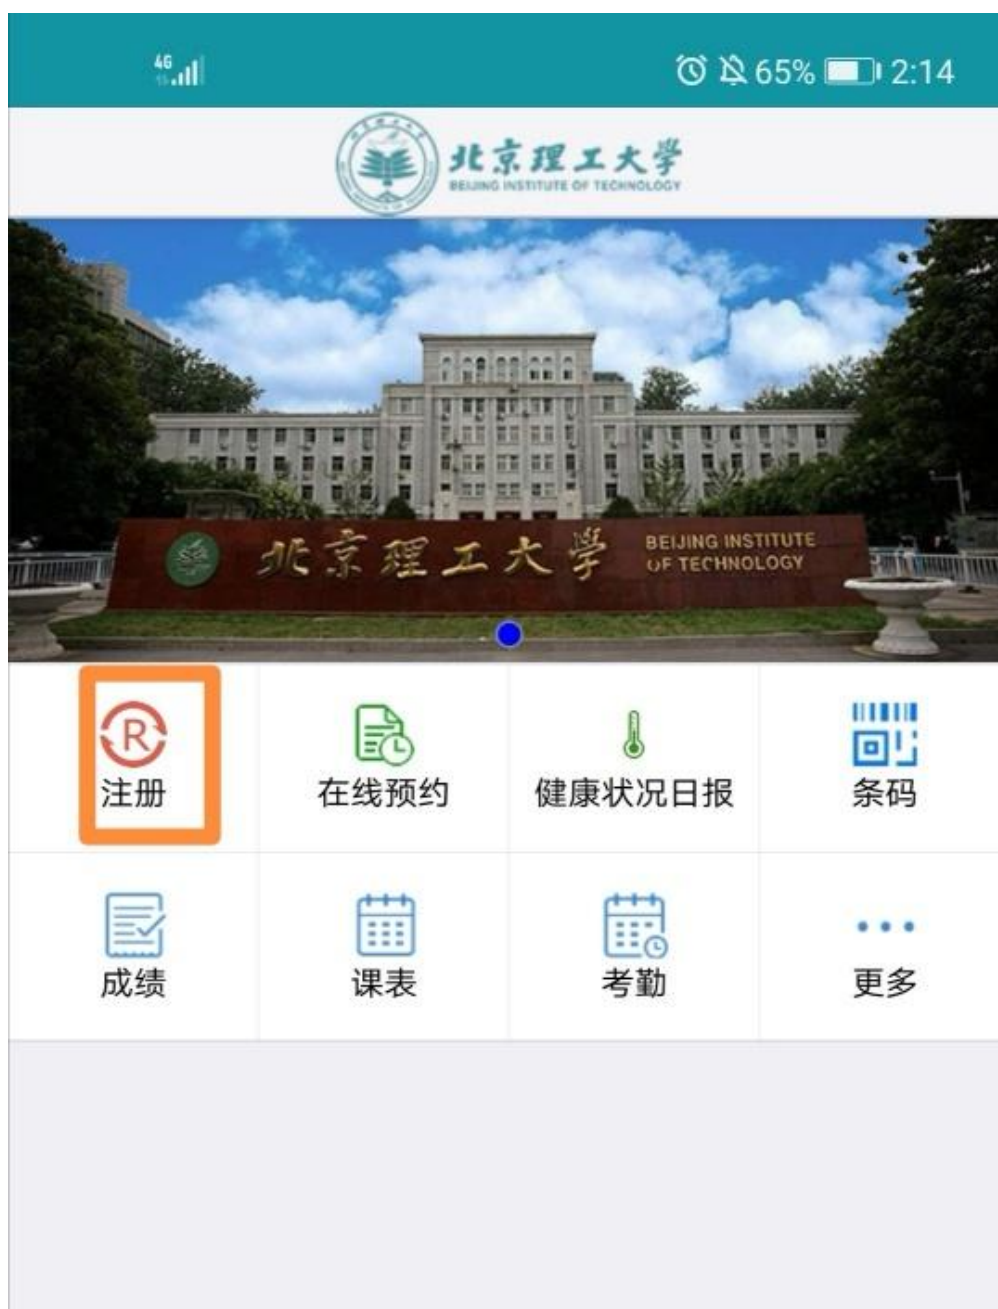 4G
65% 2:14
北京理工大学
BEIJING INSTITUTE OF TECHNOLOGY
北京理工大学
BEIJING INSTITUTE
OF TECHNOLOGY
R
注册
在线预约
健康状况日报
条码
成绩
课表
考勤
更多